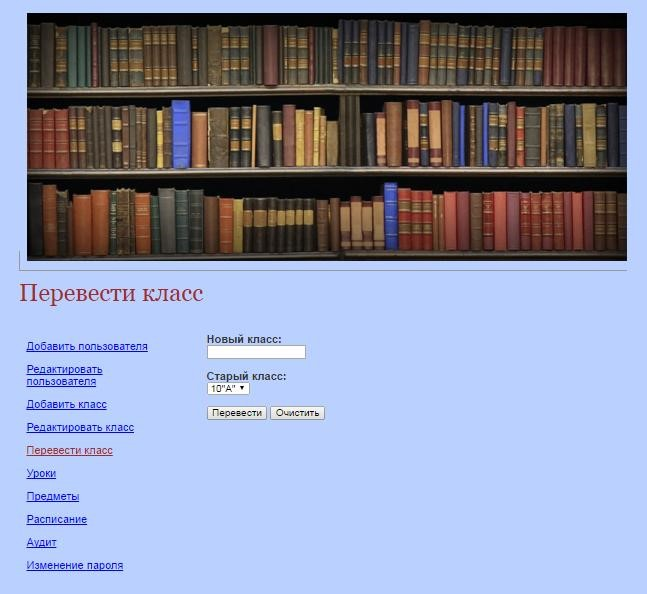 Перевести класс
Добавить пользователя
Редактировать
пользователя
Добавить класс
Редактировать класс
Перевести класс
Уроки
Предметы
Расписание
Аудит
Изменение пароля
Новый класс:
Старый класс:
10"А"
Перевести Очистить